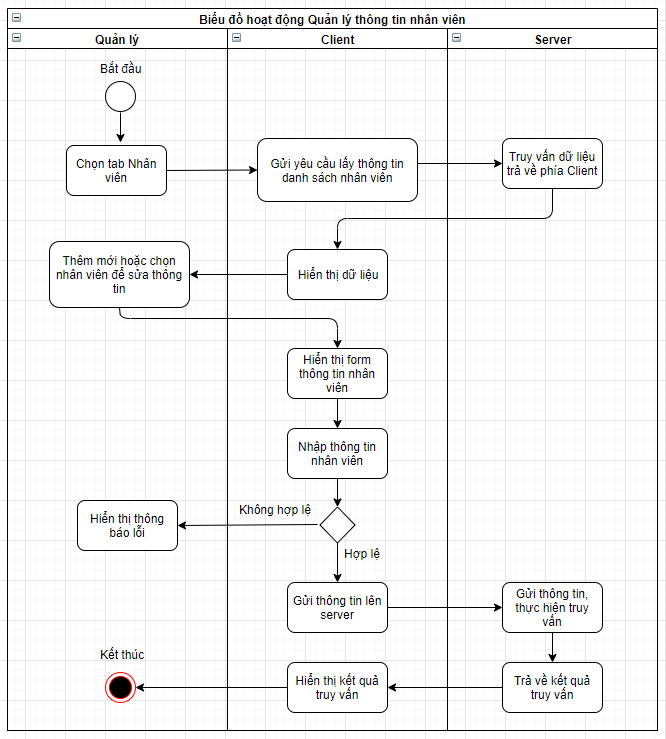 Biểu đồ hoạt động Quản lý thông tin nhân viên
Quản lý
Client
Server
Bắt đầu
Chọn tab Nhân
viên
Gửi yêu cầu lấy thông tin
danh sách nhân viên
Truy vấn dữ liệu
trả về phía Client
Thêm mới hoặc chọn
nhân viên để sửa thông
tin
Hiển thị dữ liệu
Hiển thị form
thông tin nhân
viên
Nhập thông tin
nhân viên
Không hợp lệ
Hiển thị thông
báo lỗi
Hợp lệ
Gửi thông tin lên
server
Gửi thông tin,
thực hiện truy
vấn
Kết thúc
Hiển thị kết quả
truy vấn
Trả về kết quả
truy vấn